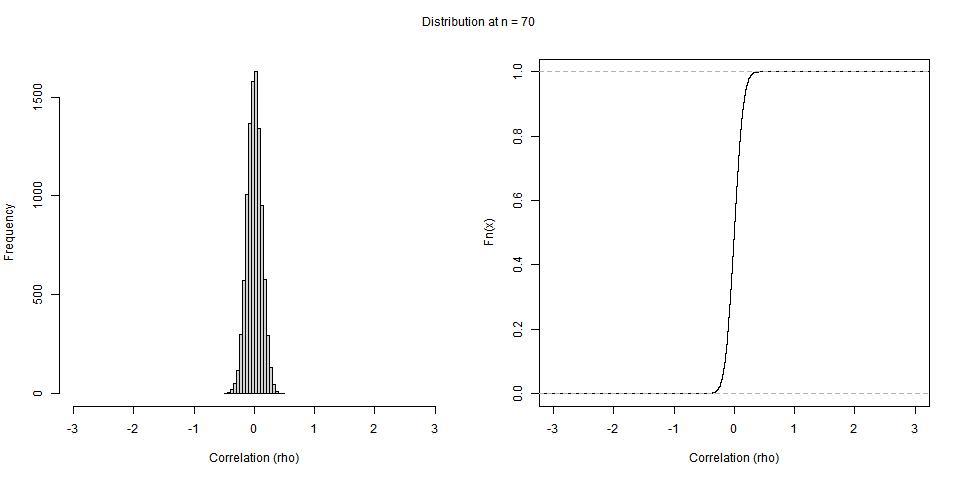 Distribution at n = 70
Frequency
0
500
1000
1500
-3 -2 -1 0 1 2 3
Correlation (rho)
Fn(x)
0.0
0.2
0.4
0.6
0.8
1.0
-3 -2 -1 0 1 2 3
Correlation (rho)